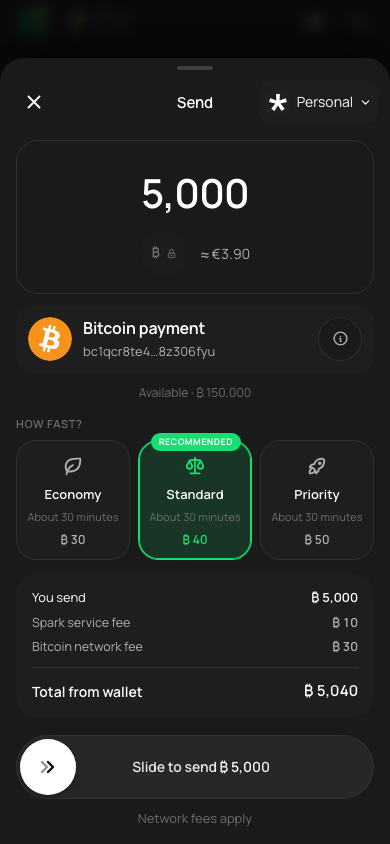 Send
Personal
5,000
₿ ≈ €3.90
Bitcoin payment
bc1qcr8te4...8z306fyu
Available · ₿ 150,000
HOW FAST?
RECOMMENDED
Economy
About 30 minutes
₿ 30
Standard
About 30 minutes
₿ 40
Priority
About 30 minutes
₿ 50
You send ₿ 5,000
Spark service fee ₿ 10
Bitcoin network fee ₿ 30
Total from wallet ₿ 5,040
Slide to send ₿ 5,000
Network fees apply